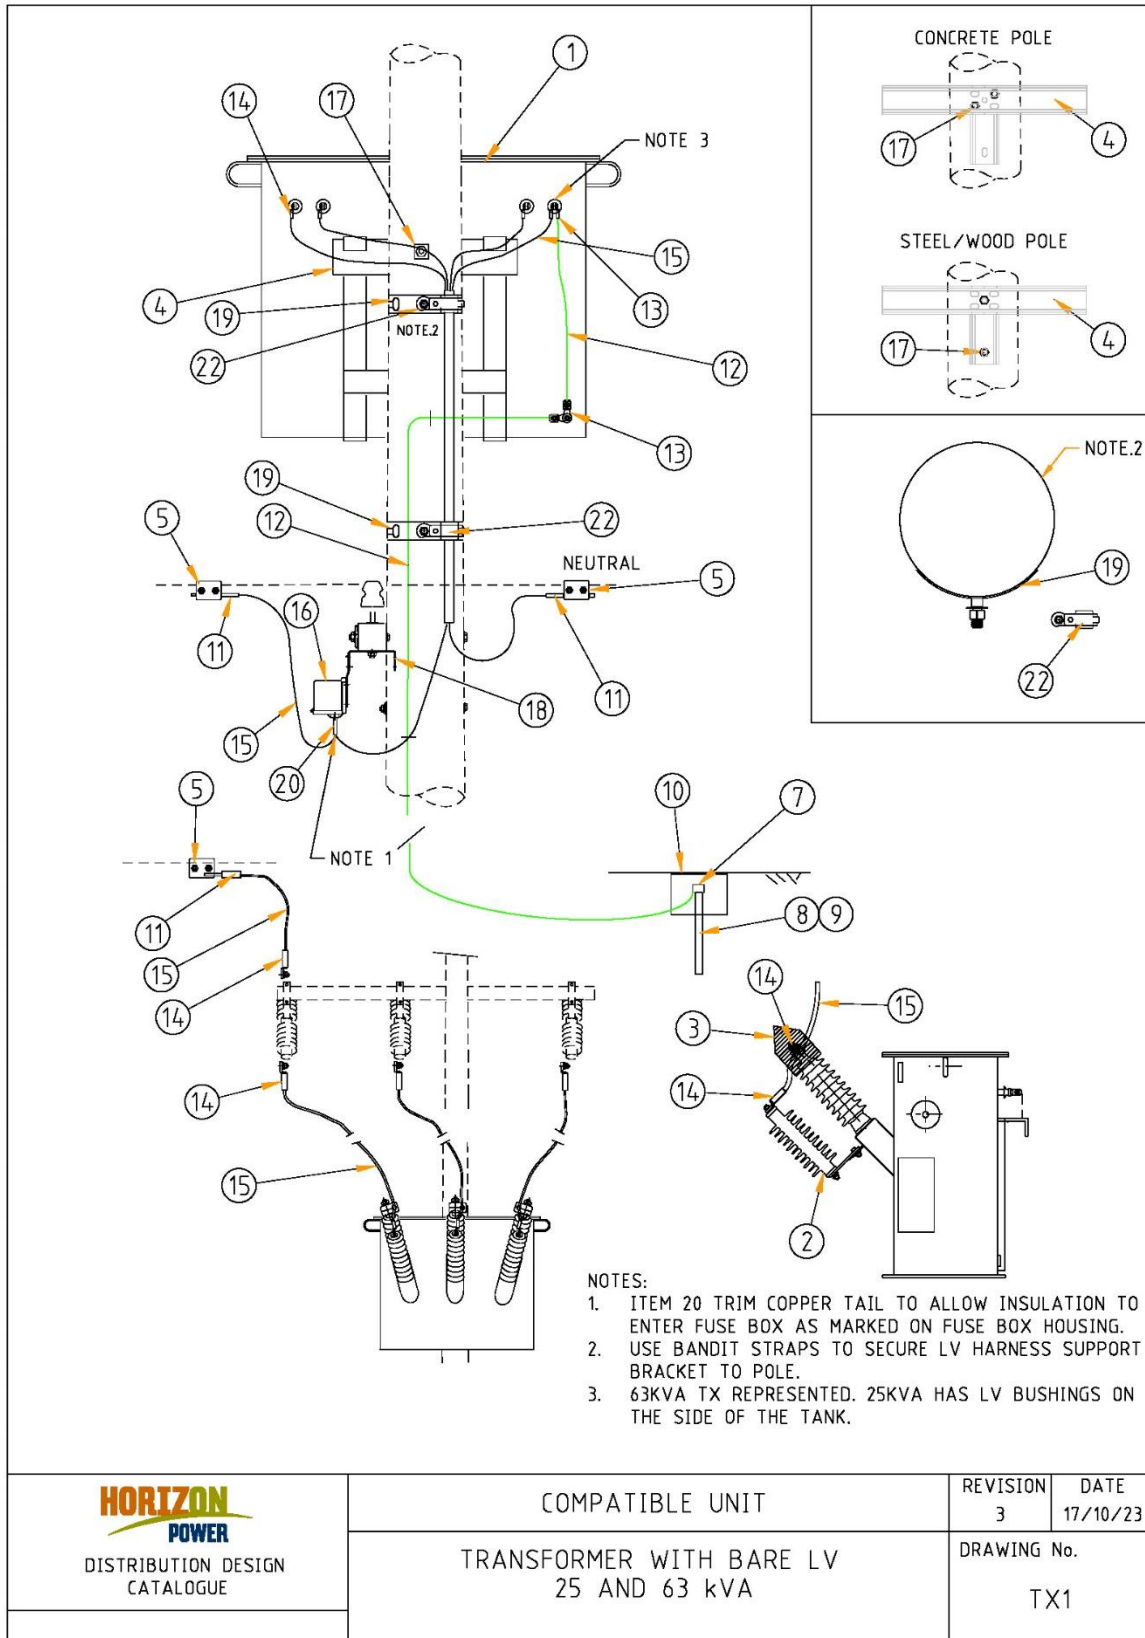 CONCRETE POLE
1
14
17
NOTE 3
17
4
STEEL/WOOD POLE
15
4
19
NOTE.2
13
4
22
17
12
13
NOTE.2
19
5
12
22
NEUTRAL
5
19
16
11
11
22
18
15
20
5
10
7
NOTE 1
8 9
11
15
14
14
15
3
14
14
15
2
NOTES:
1. ITEM 20 TRIM COPPER TAIL TO ALLOW INSULATION TO
ENTER FUSE BOX AS MARKED ON FUSE BOX HOUSING.
2. USE BANDIT STRAPS TO SECURE LV HARNESS SUPPORT
BRACKET TO POLE.
3. 63KVA TX REPRESENTED. 25KVA HAS LV BUSHINGS ON
THE SIDE OF THE TANK.
HORIZON
POWER
DISTRIBUTION DESIGN
CATALOGUE
COMPATIBLE UNIT
TRANSFORMER WITH BARE LV
25 AND 63 kVA
REVISION
3
DATE
17/10/23
DRAWING No.
TX1